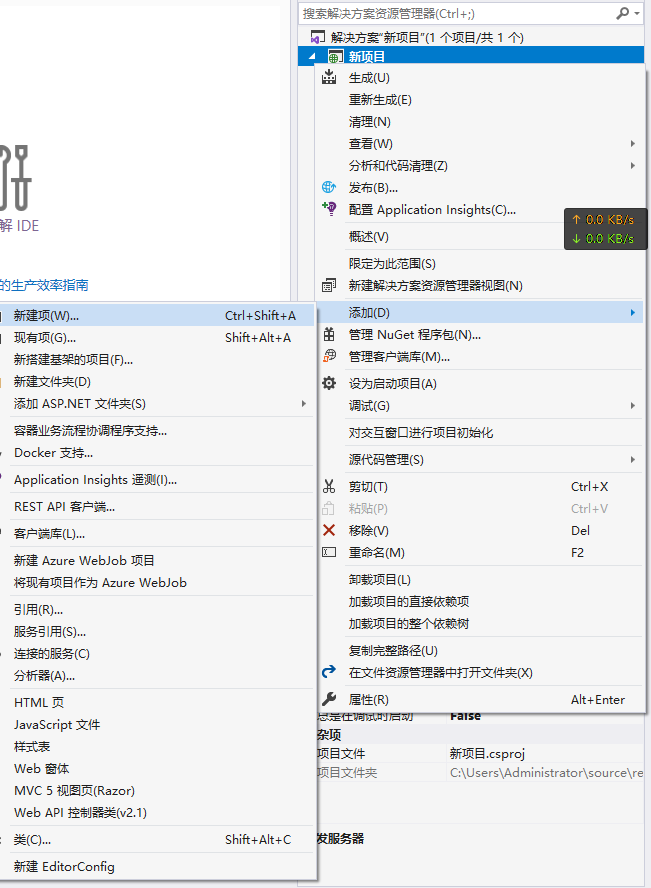 搜索解决方案资源管理器(Ctrl+;)
解决方案"新项目"(1 个项目/共 1 个)
新项目
生成(U)
重新生成(E)
清理(N)
查看(W)
分析和代码清理(Z)
发布(B)...
配置 Application Insights(C)...
↑ 0.0 KB/s
概述(V)
↓ 0.0 KB/s
限定为此范围(S)
新建解决方案资源管理器视图(N)
添加(D)
管理 NuGet 程序包(N)...
管理客户端库(M)...
设为启动项目(A)
调试(G)
对交互窗口进行项目初始化
源代码管理(S)
剪切(T) Ctrl+X
粘贴(P) Ctrl+V
移除(V) Del
重命名(M) F2
卸载项目(L)
加载项目的直接依赖项
加载项目的整个依赖树
复制完整路径(U)
在文件资源管理器中打开文件夹(X)
属性(R) Alt+Enter
解 IDE
的生产效率指南
新建项(W)... Ctrl+Shift+A
现有项(G)... Shift+Alt+A
新搭建基架的项目(F)...
新建文件夹(D)
添加 ASP.NET 文件夹(S)
容器业务流程协调程序支持...
Docker 支持...
Application Insights 遥测(I)...
REST API 客户端...
客户端库(L)...
新建 Azure WebJob 项目
将现有项目作为 Azure WebJob
引用(R)...
服务引用(S)...
连接的服务(C)
分析器(A)...
HTML 页
JavaScript 文件
样式表
Web 窗体
MVC 5 视图页(Razor)
Web API 控制器类(v2.1)
类(C)... Shift+Alt+C
新建 EditorConfig
总是在调试时启动 False
杂项
项目文件 新项目.csproj
项目文件夹 C:\Users\Administrator\source\re
发服务器